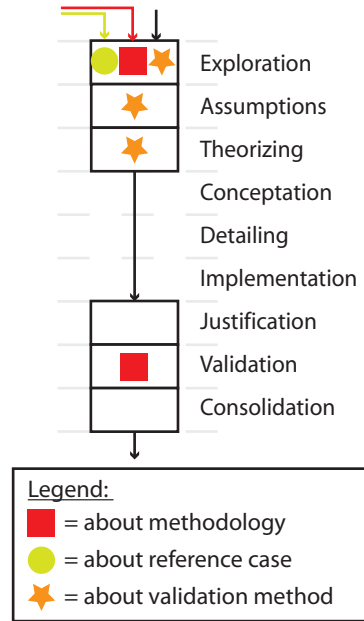 Exploration
Assumptions
Theorizing
Conceptation
Detailing
Implementation
Justification
Validation
Consolidation
Legend:
= about methodology
= about reference case
= about validation method